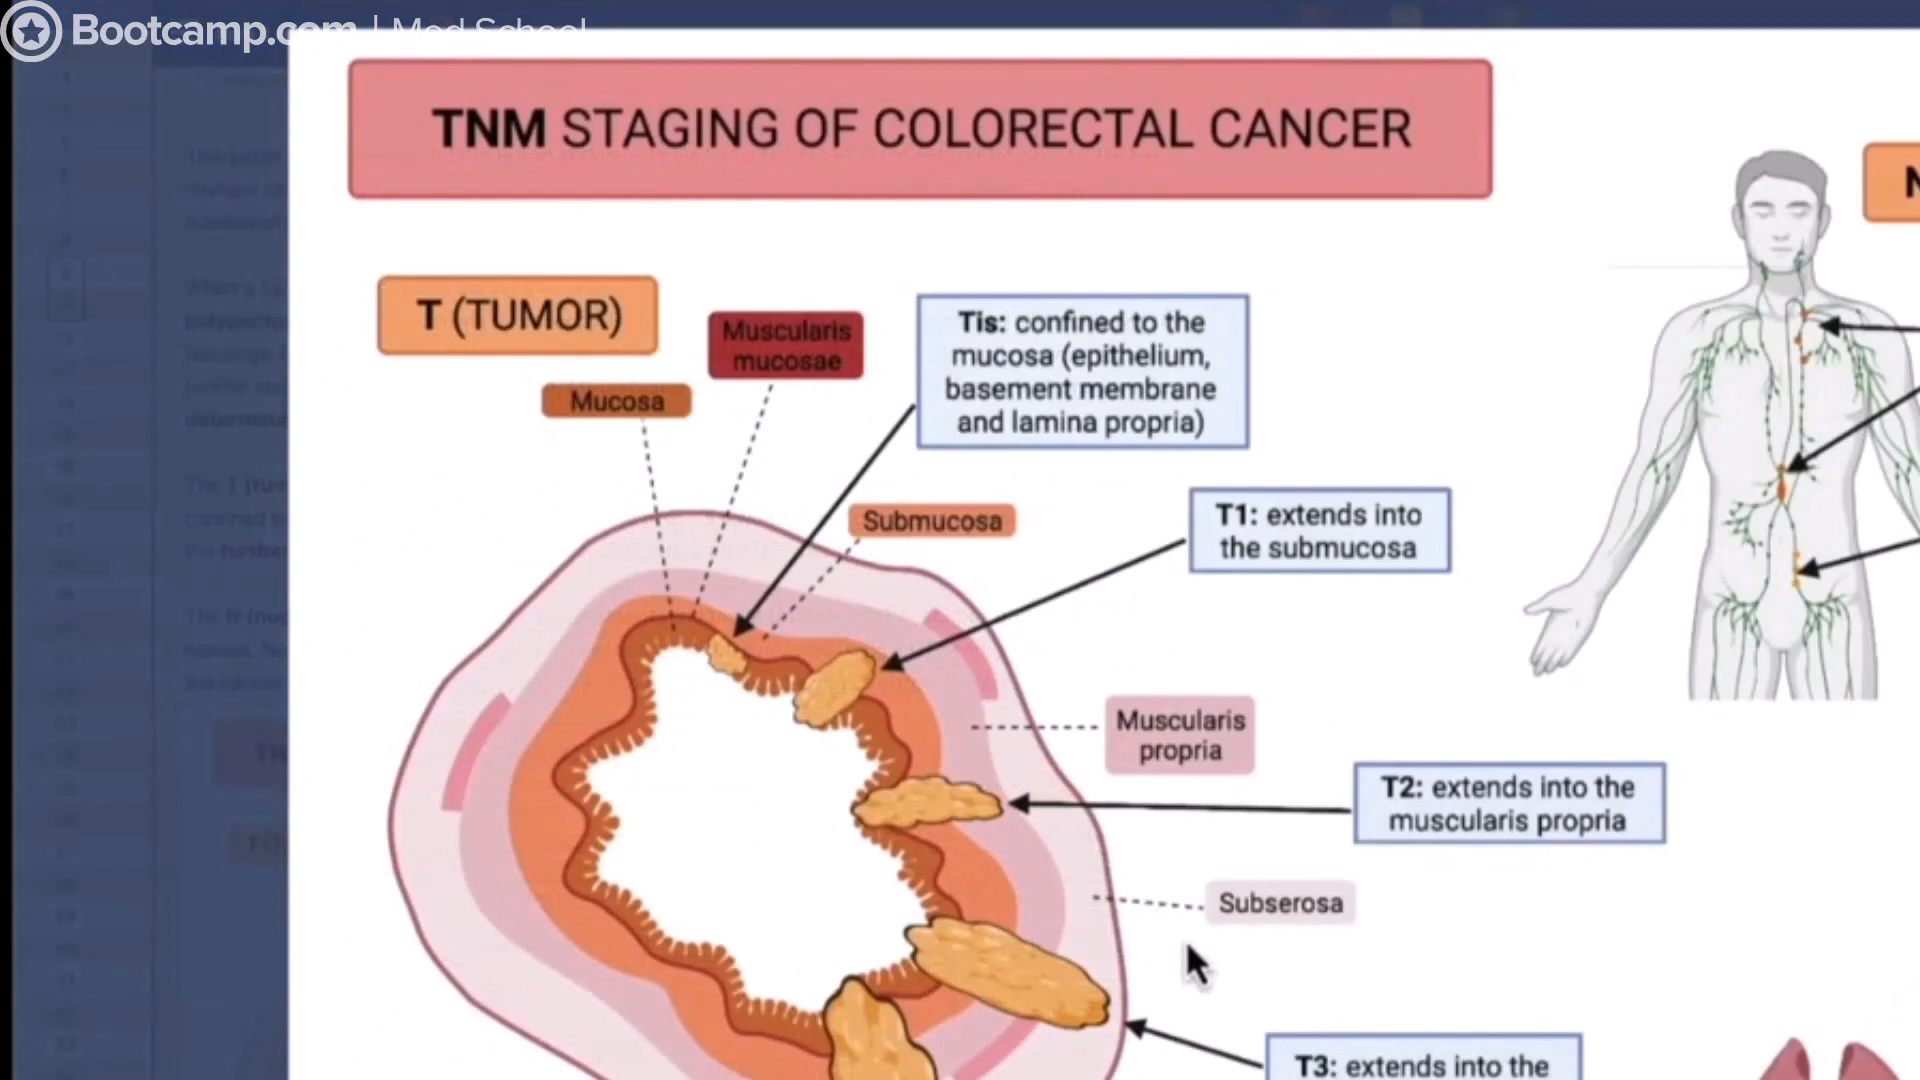 Bootcamp.com | Med School
TNM STAGING OF COLORECTAL CANCER
N
T (TUMOR)
Muscularis
mucosae
Mucosa
Tis: confined to the
mucosa (epithelium,
basement membrane
and lamina propria)
Submucosa
T1: extends into
the submucosa
Muscularis
propria
T2: extends into the
muscularis propria
Subserosa
T3: extends into the